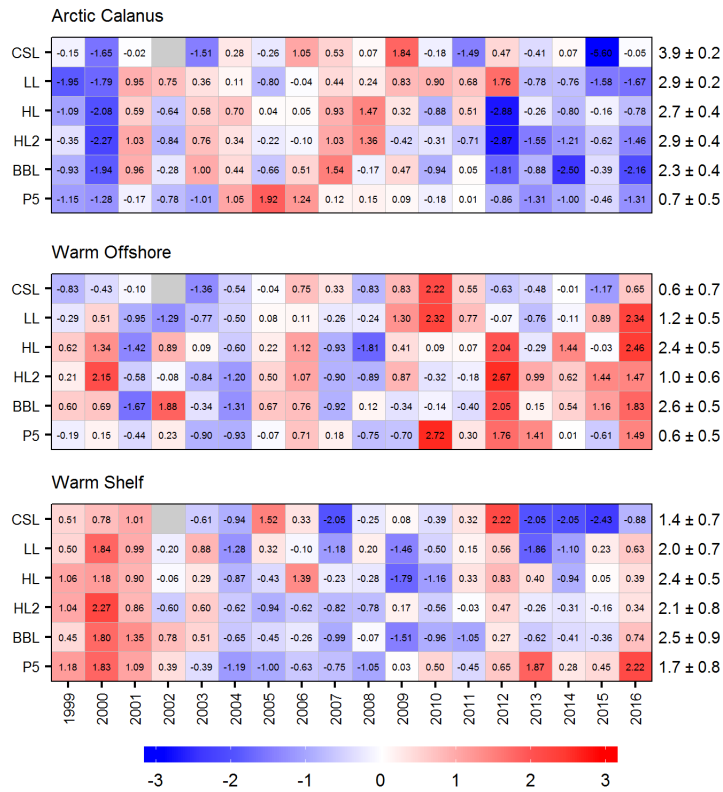 Arctic Calanus
CSL -0.15 -1.65 -0.02 -1.51 0.28 -0.26 1.05 0.53 0.07 1.84 -0.18 -1.49 0.47 -0.41 0.07 -0.05 3.9 ± 0.2
LL -1.95 -1.79 0.95 0.75 0.36 0.11 -0.80 -0.04 0.44 0.24 0.83 0.90 0.68 1.76 -0.78 -0.76 -1.58 -1.67 2.9 ± 0.2
HL -1.09 -2.08 0.59 -0.64 0.58 0.70 0.04 0.05 0.93 1.47 0.32 -0.88 0.51 -2.88 -0.26 -0.80 -0.16 -0.78 2.7 ± 0.4
HL2 -0.35 -2.27 1.03 -0.84 0.76 0.34 -0.22 -0.10 1.03 1.36 -0.42 -0.31 -0.71 -2.87 -1.55 -1.21 -0.62 -1.46 2.9 ± 0.4
BBL -0.93 -1.94 0.96 -0.28 1.00 0.44 -0.66 0.51 1.54 -0.17 0.47 -0.94 0.05 -1.81 -0.88 -2.50 -0.39 -2.16 2.3 ± 0.4
P5 -1.15 -1.28 -0.17 -0.78 -1.01 1.05 1.92 1.24 0.12 0.15 0.09 0.18 -0.01 -0.86 -1.31 -1.00 -0.46 -1.31 0.7 ± 0.5
Warm Offshore
CSL -0.83 -0.43 -0.10 -1.36 -0.54 -0.04 0.75 0.33 -0.83 0.83 2.22 0.55 -0.63 -0.48 -0.01 -1.17 0.65 0.6 ± 0.7
LL -0.29 0.51 -0.95 -1.29 -0.77 -0.50 0.08 0.11 -0.26 -0.24 1.30 2.32 0.77 -0.07 -0.76 -0.11 0.89 2.34 1.2 ± 0.5
HL 0.62 1.34 -1.42 0.89 0.09 -0.60 0.22 1.12 -0.93 -1.81 0.41 0.09 0.07 2.04 -0.29 1.44 -0.03 2.46 2.4 ± 0.5
HL2 0.21 2.15 -0.58 -0.08 -0.84 -1.20 0.50 1.07 -0.90 -0.89 0.87 -0.32 -0.18 2.67 0.99 0.62 1.44 1.47 1.0 ± 0.6
BBL 0.60 0.69 -1.67 1.88 -0.34 -1.31 0.67 0.76 -0.92 0.12 -0.34 -0.14 -0.40 2.05 0.15 0.54 1.16 1.83 2.6 ± 0.5
P5 -0.19 0.15 -0.44 0.23 -0.90 -0.93 -0.07 0.71 0.18 -0.75 -0.70 2.72 0.30 1.76 1.41 0.01 -0.61 1.49 0.6 ± 0.5
Warm Shelf
CSL 0.51 0.78 1.01 -0.61 -0.94 1.52 0.33 -2.05 -0.25 0.08 -0.39 0.32 2.22 -2.05 -2.05 -2.43 -0.88 1.4 ± 0.7
LL 0.50 1.84 0.99 -0.20 0.88 -1.28 0.32 -0.10 -1.18 0.20 -1.46 -0.50 0.15 0.56 -1.86 -1.10 0.23 0.63 2.0 ± 0.7
HL 1.06 1.18 0.90 -0.06 0.29 -0.87 -0.43 1.39 -0.23 -0.28 -1.79 -1.16 0.33 0.83 0.40 -0.94 0.05 0.39 2.4 ± 0.5
HL2 1.04 2.27 0.86 -0.60 0.60 -0.62 -0.94 -0.62 -0.82 -0.78 0.17 -0.56 -0.03 0.47 -0.26 -0.31 -0.16 0.34 2.1 ± 0.8
BBL 0.45 1.80 1.35 0.78 0.51 -0.65 -0.45 -0.26 -0.99 -0.07 -1.51 -0.96 -1.05 0.27 -0.62 -0.41 -0.36 0.74 2.5 ± 0.9
P5 1.18 1.83 1.09 0.39 -0.39 -1.19 -1.00 -0.63 -0.75 -1.05 0.03 0.50 -0.45 0.65 1.87 0.28 0.45 2.22 1.7 ± 0.8
1999 2000 2001 2002 2003 2004 2005 2006 2007 2008 2009 2010 2011 2012 2013 2014 2015 2016
-3 -2 -1 0 1 2 3